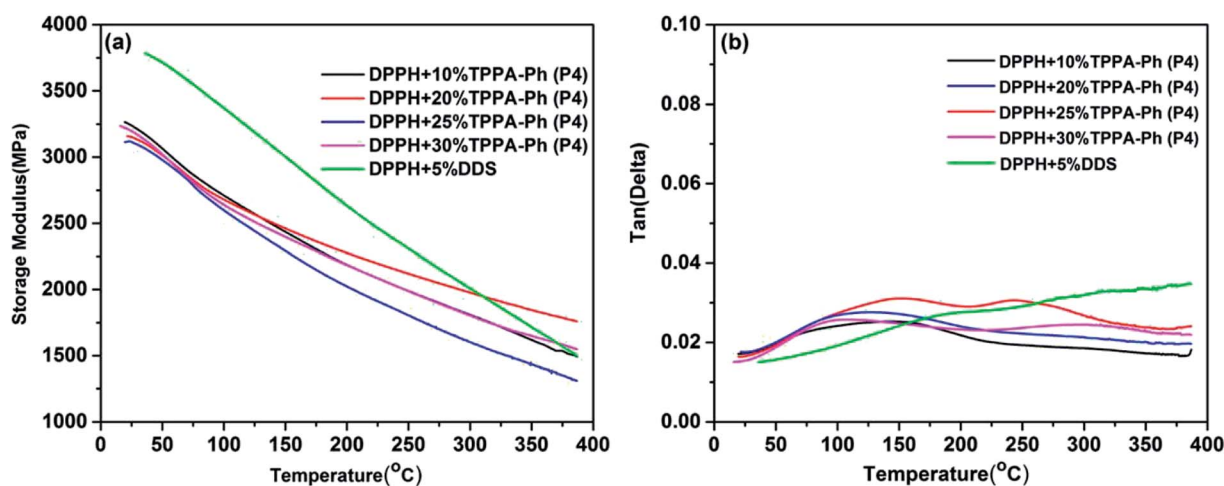 (a)
DPPH+10%TPPA-Ph (P4)
DPPH+20%TPPA-Ph (P4)
DPPH+25%TPPA-Ph (P4)
DPPH+30%TPPA-Ph (P4)
DPPH+5%DDS
4000
3500
3000
2500
2000
1500
1000
Storage Modulus(MPa)
0 50 100 150 200 250 300 350 400
Temperature(°C)
(b)
DPPH+10%TPPA-Ph (P4)
DPPH+20%TPPA-Ph (P4)
DPPH+25%TPPA-Ph (P4)
DPPH+30%TPPA-Ph (P4)
DPPH+5%DDS
0.10
0.08
0.06
0.04
0.02
0.00
Tan(Delta)
0 50 100 150 200 250 300 350 400
Temperature(°C)